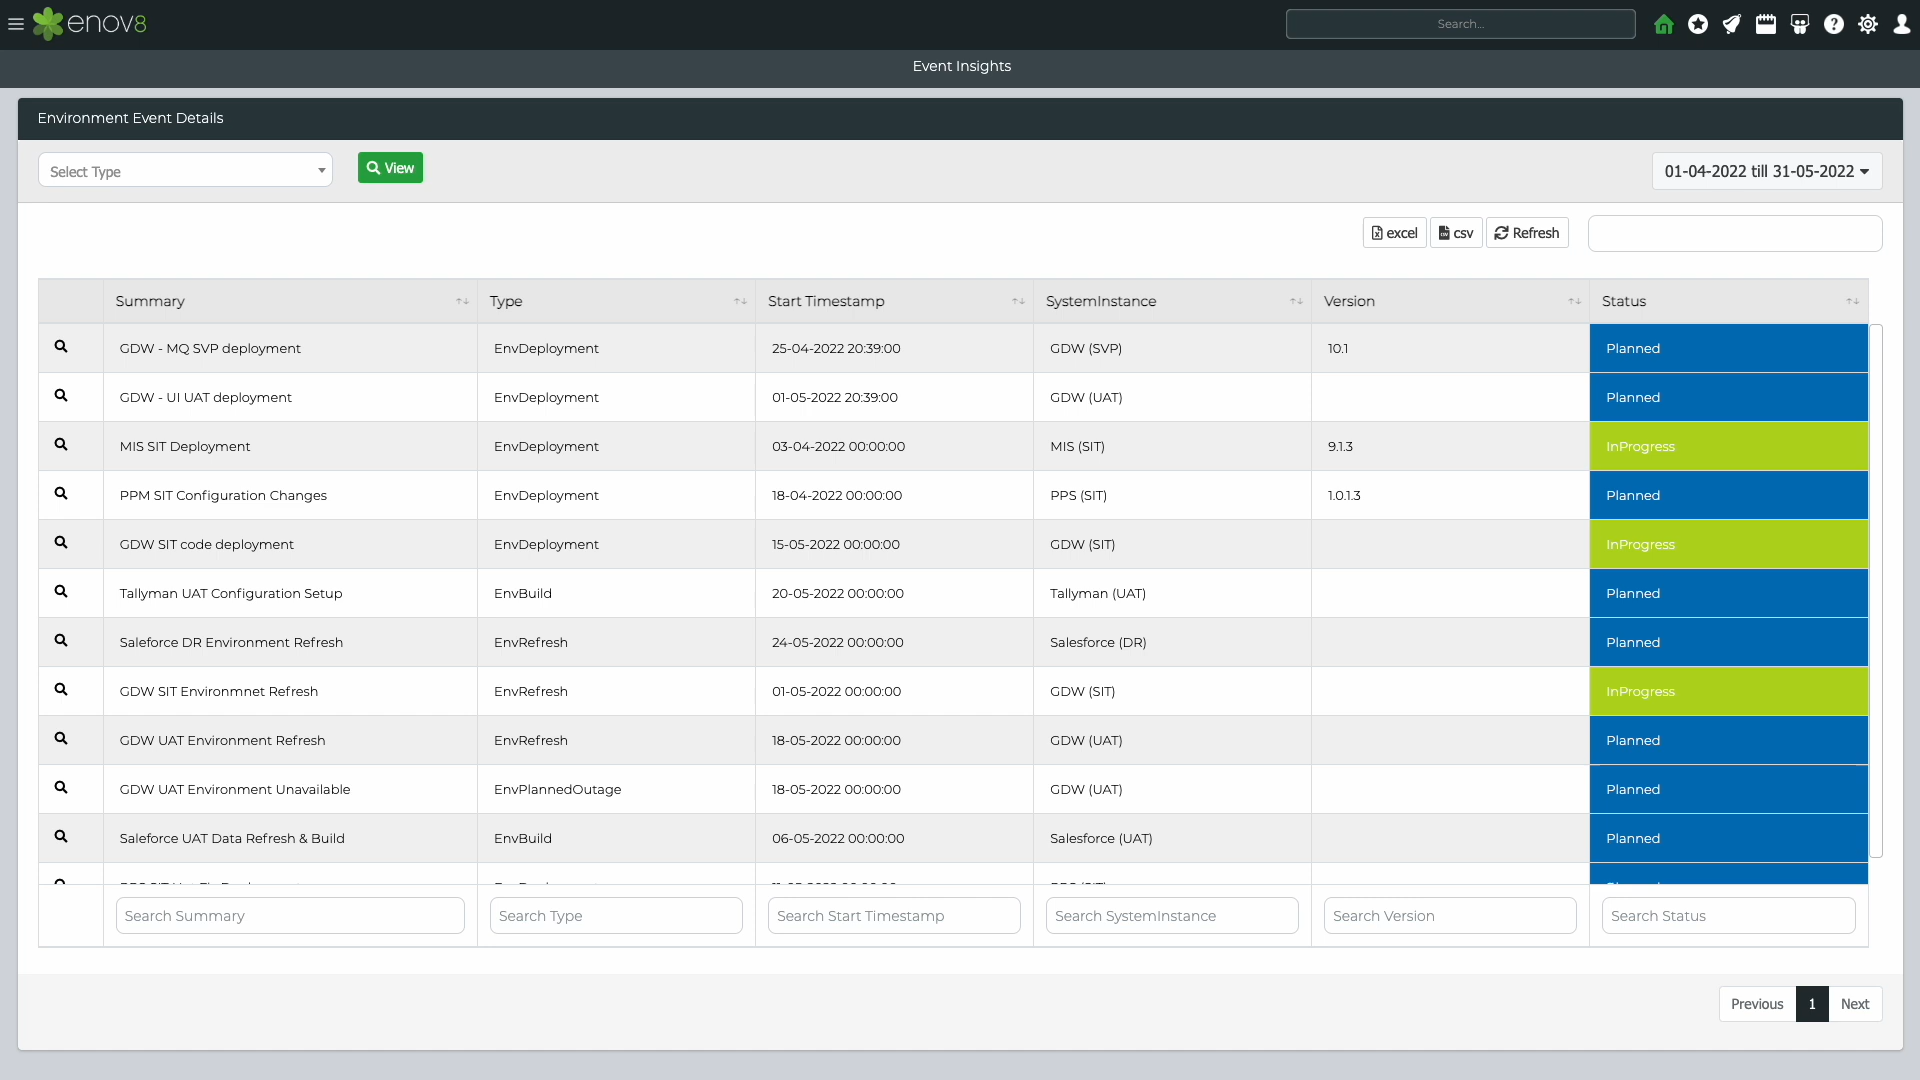 enov8
Search...
Event Insights
Environment Event Details
Select Type
View
01-04-2022 till 31-05-2022
excel
csv
Refresh
Summary Type Start Timestamp SystemInstance Version Status
GDW - MQ SVP deployment EnvDeployment 25-04-2022 20:39:00 GDW (SVP) 10.1 Planned
GDW - UI UAT deployment EnvDeployment 01-05-2022 20:39:00 GDW (UAT) Planned
MIS SIT Deployment EnvDeployment 03-04-2022 00:00:00 MIS (SIT) 9.1.3 InProgress
PPM SIT Configuration Changes EnvDeployment 18-04-2022 00:00:00 PPS (SIT) 1.0.1.3 Planned
GDW SIT code deployment EnvDeployment 15-05-2022 00:00:00 GDW (SIT) InProgress
Tallyman UAT Configuration Setup EnvBuild 20-05-2022 00:00:00 Tallyman (UAT) Planned
Saleforce DR Environment Refresh EnvRefresh 24-05-2022 00:00:00 Salesforce (DR) Planned
GDW SIT Environmnet Refresh EnvRefresh 01-05-2022 00:00:00 GDW (SIT) InProgress
GDW UAT Environment Refresh EnvRefresh 18-05-2022 00:00:00 GDW (UAT) Planned
GDW UAT Environment Unavailable EnvPlannedOutage 18-05-2022 00:00:00 GDW (UAT) Planned
Saleforce UAT Data Refresh & Build EnvBuild 06-05-2022 00:00:00 Salesforce (UAT) Planned
Search Summary Search Type Search Start Timestamp Search SystemInstance Search Version Search Status
Previous 1 Next